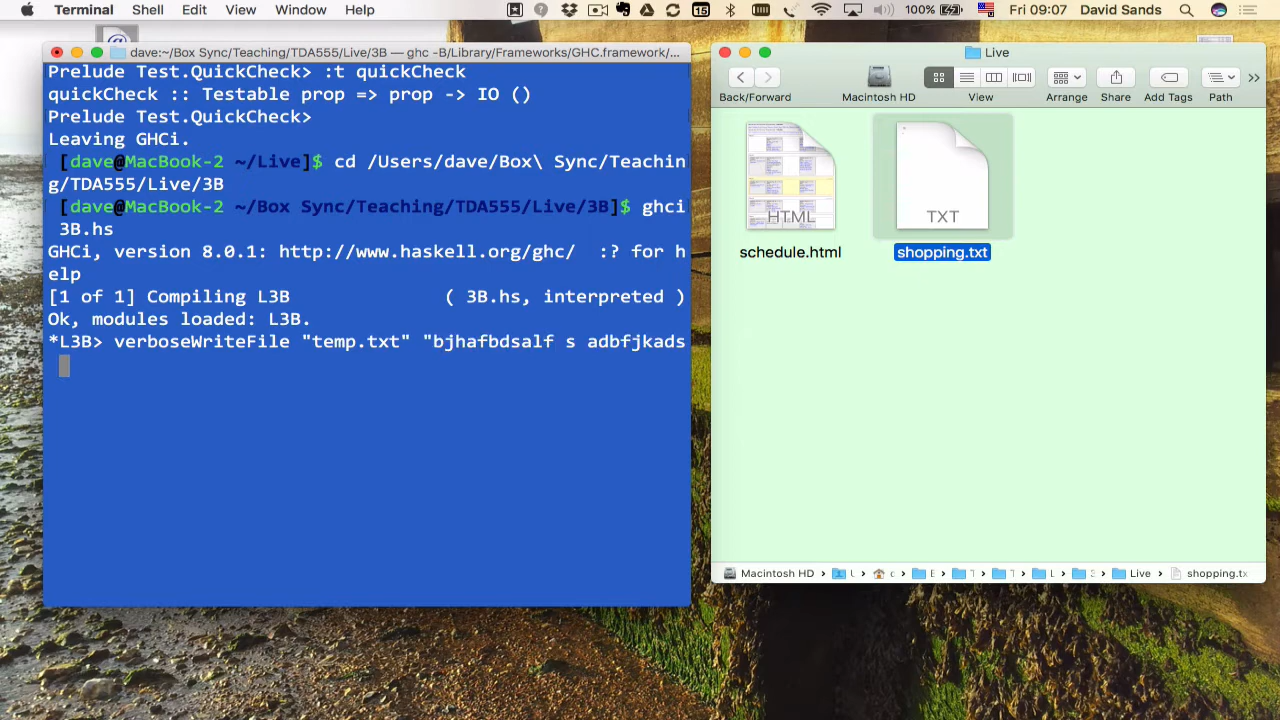 Terminal Shell Edit View Window Help 15 100% Fri 09:07 David Sands
dave:~/Box Sync/Teaching/TDA555/Live/3B — ghc -B/Library/Frameworks/GHC.framework/...
Prelude Test.QuickCheck> :t quickCheck
quickCheck :: Testable prop => prop -> IO ()
Prelude Test.QuickCheck>
Leaving GHCi.
[dave@MacBook-2 ~/Live]$ cd /Users/dave/Box\ Sync/Teachin
g/TDA555/Live/3B
[dave@MacBook-2 ~/Box Sync/Teaching/TDA555/Live/3B]$ ghci
3B.hs
GHCi, version 8.0.1: http://www.haskell.org/ghc/  :? for h
elp
[1 of 1] Compiling L3B              ( 3B.hs, interpreted )
Ok, modules loaded: L3B.
*L3B> verboseWriteFile "temp.txt" "bjhafbdsalf s adbfjkads
Live
Back/Forward Macintosh HD View Arrange Share Add Tags Path
HTML
TXT
schedule.html
shopping.txt
Macintosh HD Live shopping.tx